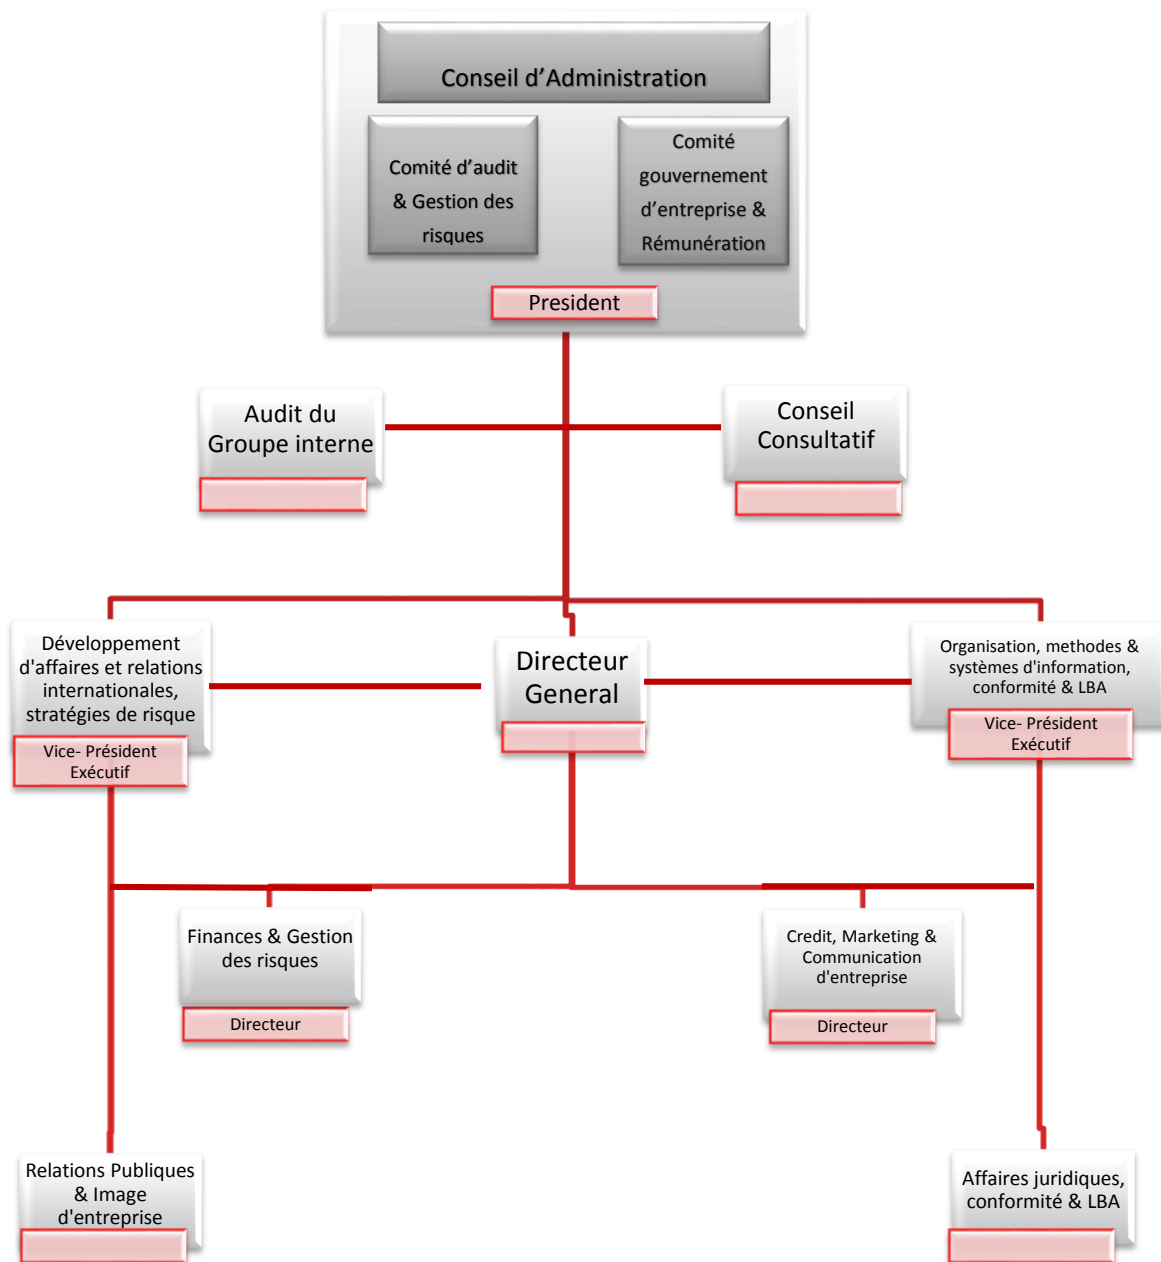 Conseil d’Administration
Comité d’audit
& Gestion des
risques
Comité
gouvernement
d’entreprise &
Rémunération
President
Audit du
Groupe interne
Conseil
Consultatif
Développement
d'affaires et relations
internationales,
stratégies de risque
Vice- Président
Exécutif
Directeur
General
Organisation, methodes &
systèmes d'information,
conformité & LBA
Vice- Président
Exécutif
Finances & Gestion
des risques
Directeur
Credit, Marketing &
Communication
d'entreprise
Directeur
Relations Publiques
& Image
d'entreprise
Affaires juridiques,
conformité & LBA